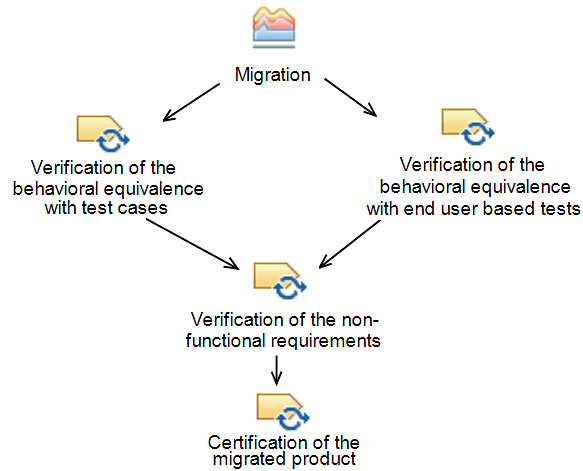 Migration
Verification of the
behavioral equivalence
with test cases
Verification of the
behavioral equivalence
with end user based tests
Verification of the non-
functional requirements
Certification of the
migrated product